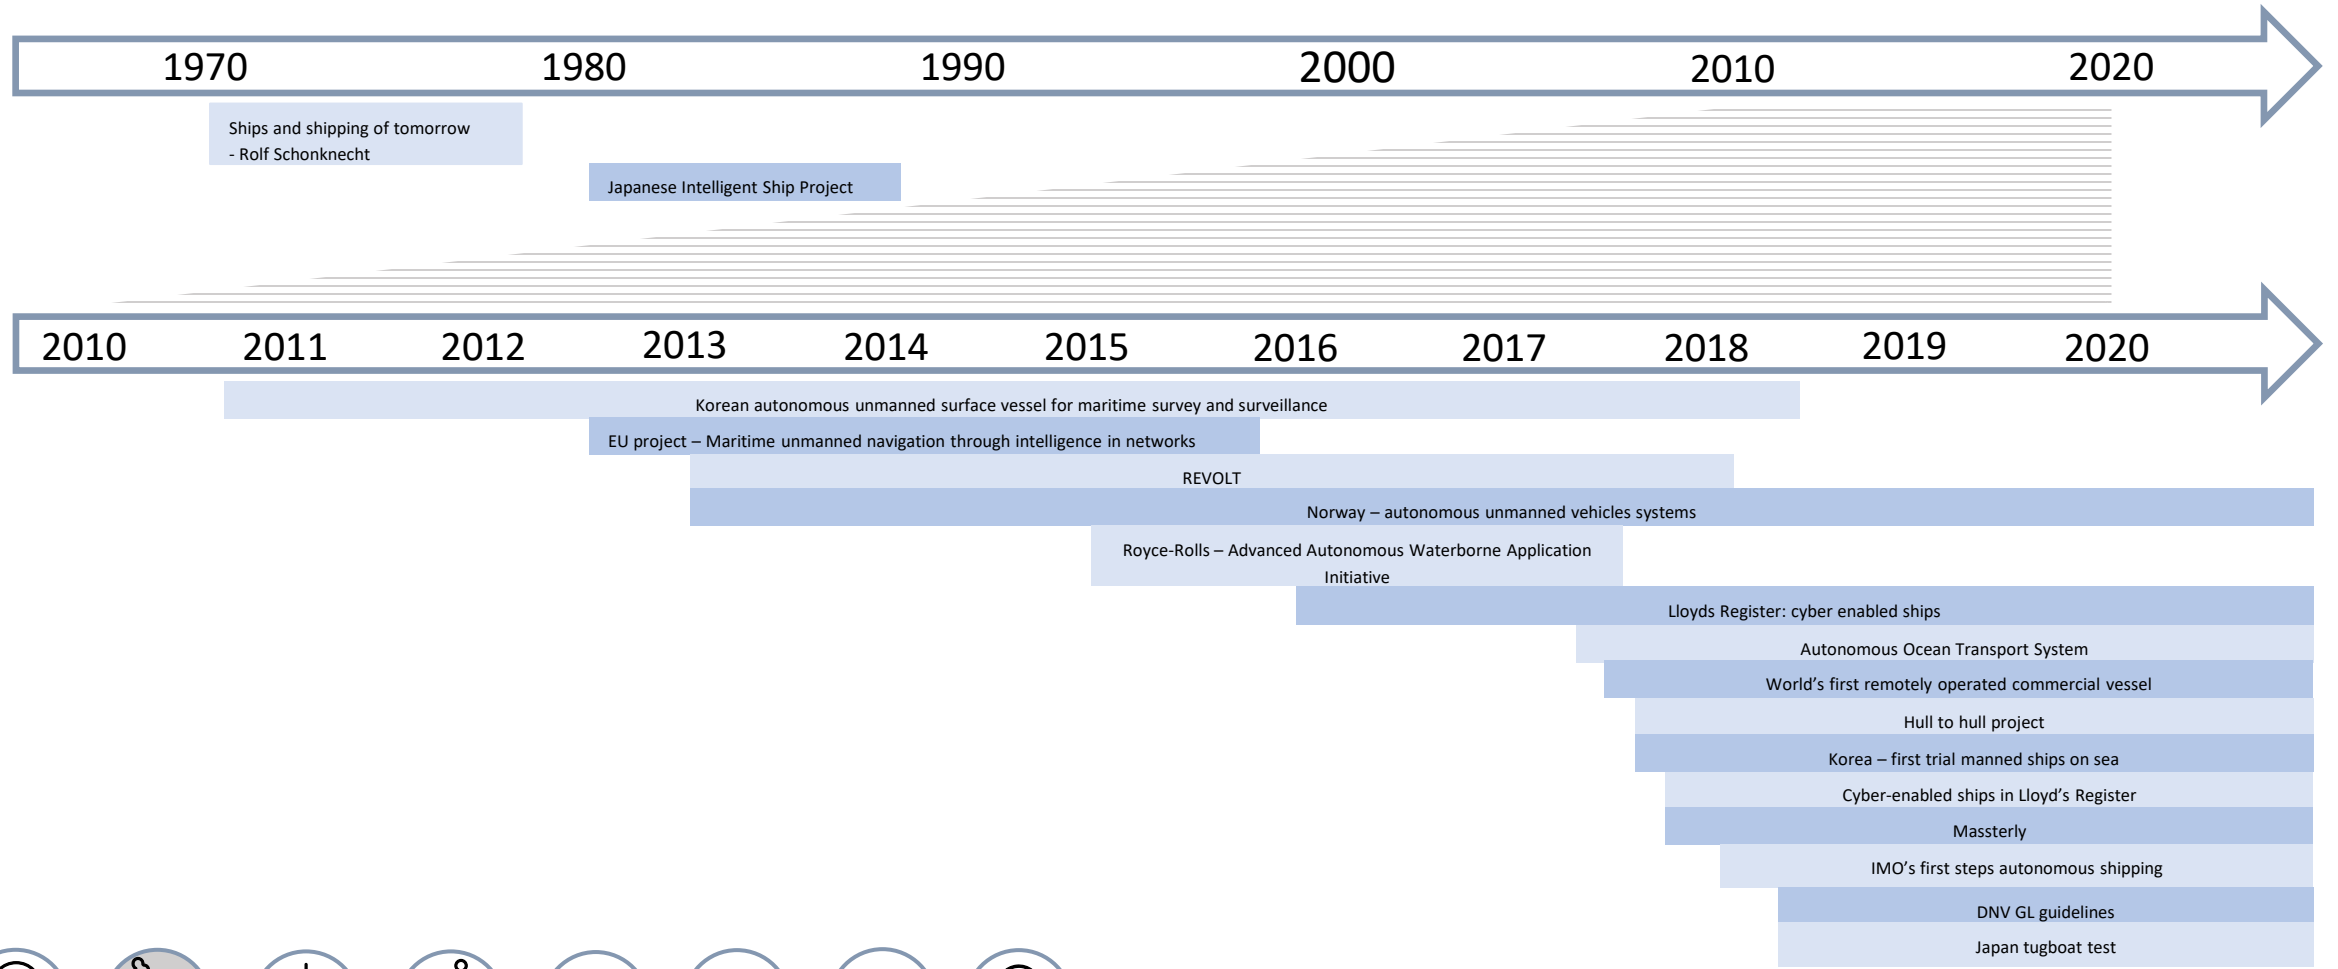 1970 1980 1990 2000 2010 2020
Ships and shipping of tomorrow
- Rolf Schonknecht
Japanese Intelligent Ship Project
2010 2011 2012 2013 2014 2015 2016 2017 2018 2019 2020
Korean autonomous unmanned surface vessel for maritime survey and surveillance
EU project – Maritime unmanned navigation through intelligence in networks
REVOLT
Norway – autonomous unmanned vehicles systems
Royce-Rolls – Advanced Autonomous Waterborne Application
Initiative
Lloyds Register: cyber enabled ships
Autonomous Ocean Transport System
World’s first remotely operated commercial vessel
Hull to hull project
Korea – first trial manned ships on sea
Cyber-enabled ships in Lloyd’s Register
Massterly
IMO’s first steps autonomous shipping
DNV GL guidelines
Japan tugboat test